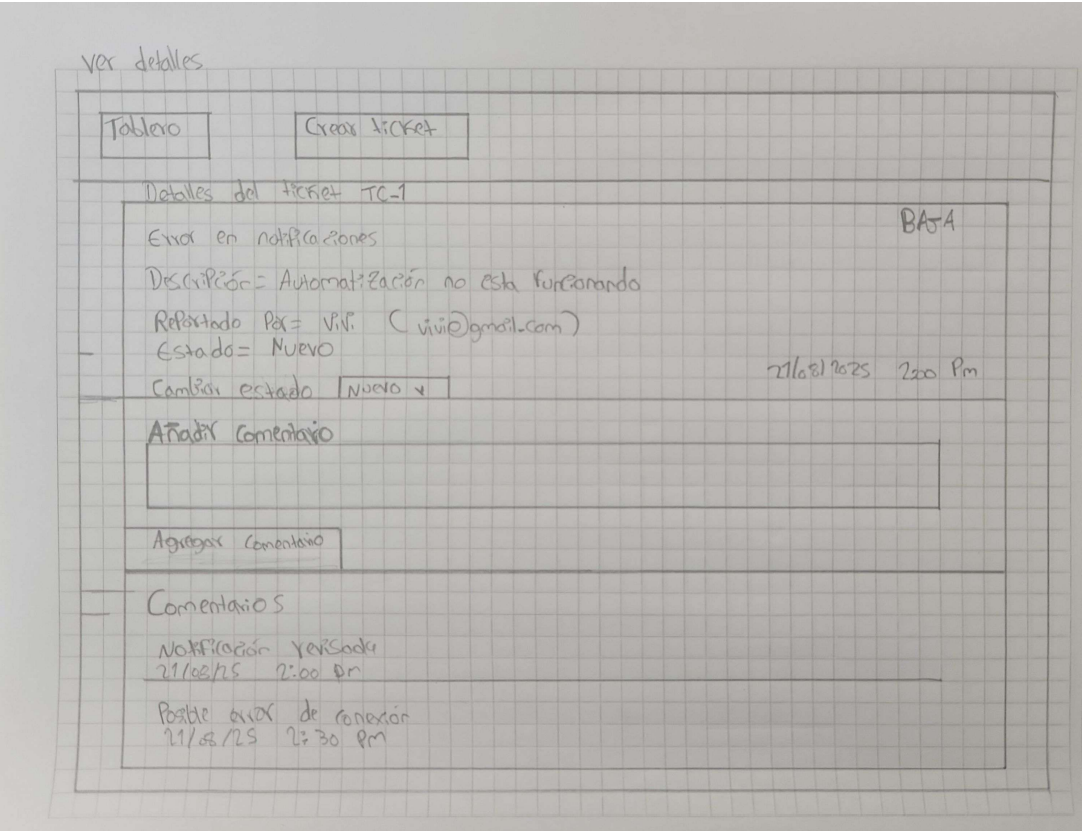 ver detalles
Tablero
Crear ticket
Detalles del ticket TC-1
BAJA
Error en notificaciones
Descripción= Automatización no esta funcionando
Reportado Por= ViVi (vivi@gmail.com)
Estado= Nuevo
21/08/2025 2:00 Pm
Cambiar estado Nuevo v
Añadir Comentario
Agregar Comentario
Comentarios
Notificación revisada
21/08/25 2:00 pm
Posible error de conexión
21/08/25 2:30 Pm